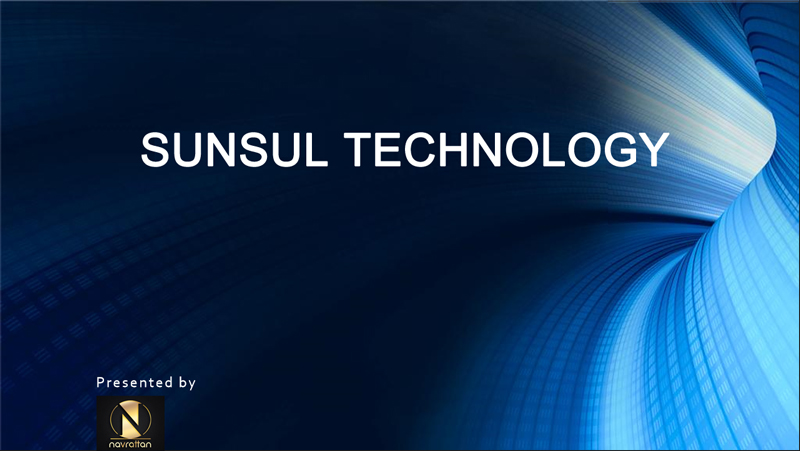 SUNSUL TECHNOLOGY
Presented by
N
navrattan